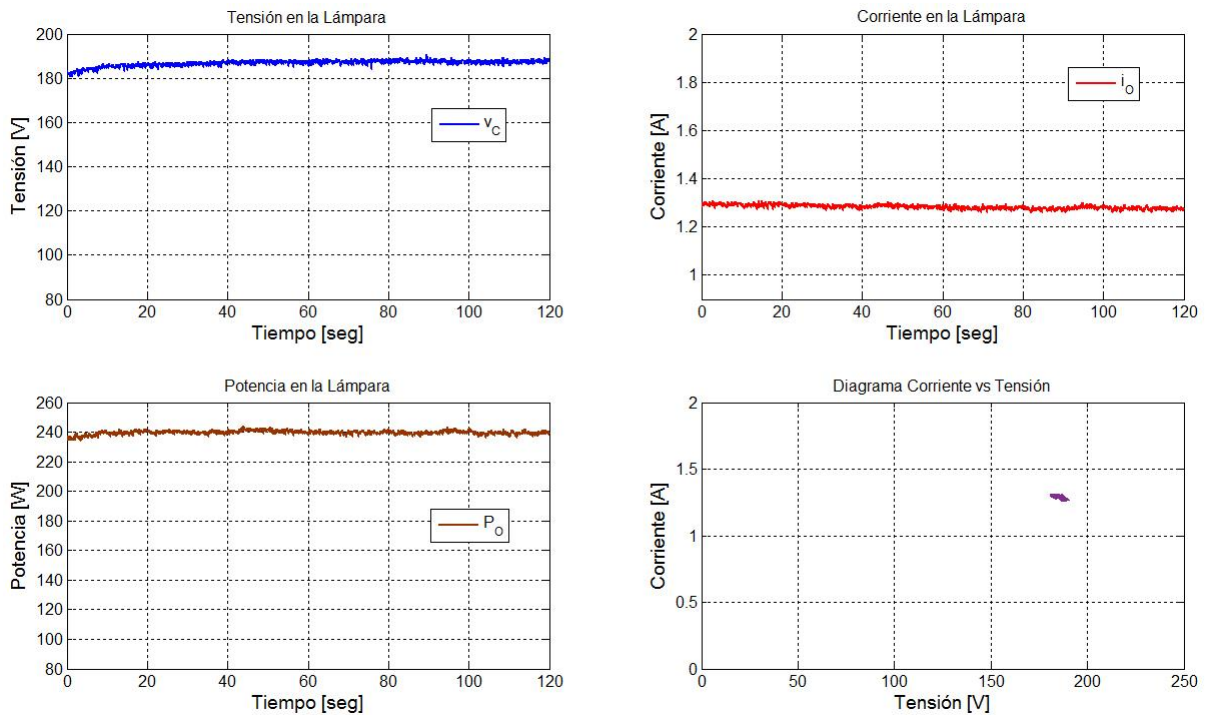 Tensión en la Lámpara
200
180
160
140
120
100
80
Tensión [V]
v_C
0 20 40 60 80 100 120
Tiempo [seg]
Corriente en la Lámpara
2
1.8
1.6
1.4
1.2
1
Corriente [A]
i_O
0 20 40 60 80 100 120
Tiempo [seg]
Potencia en la Lámpara
260
240
220
200
180
160
140
120
100
80
Potencia [W]
P_O
0 20 40 60 80 100 120
Tiempo [seg]
Diagrama Corriente vs Tensión
2
1.5
1
0.5
0
Corriente [A]
0 50 100 150 200 250
Tensión [V]